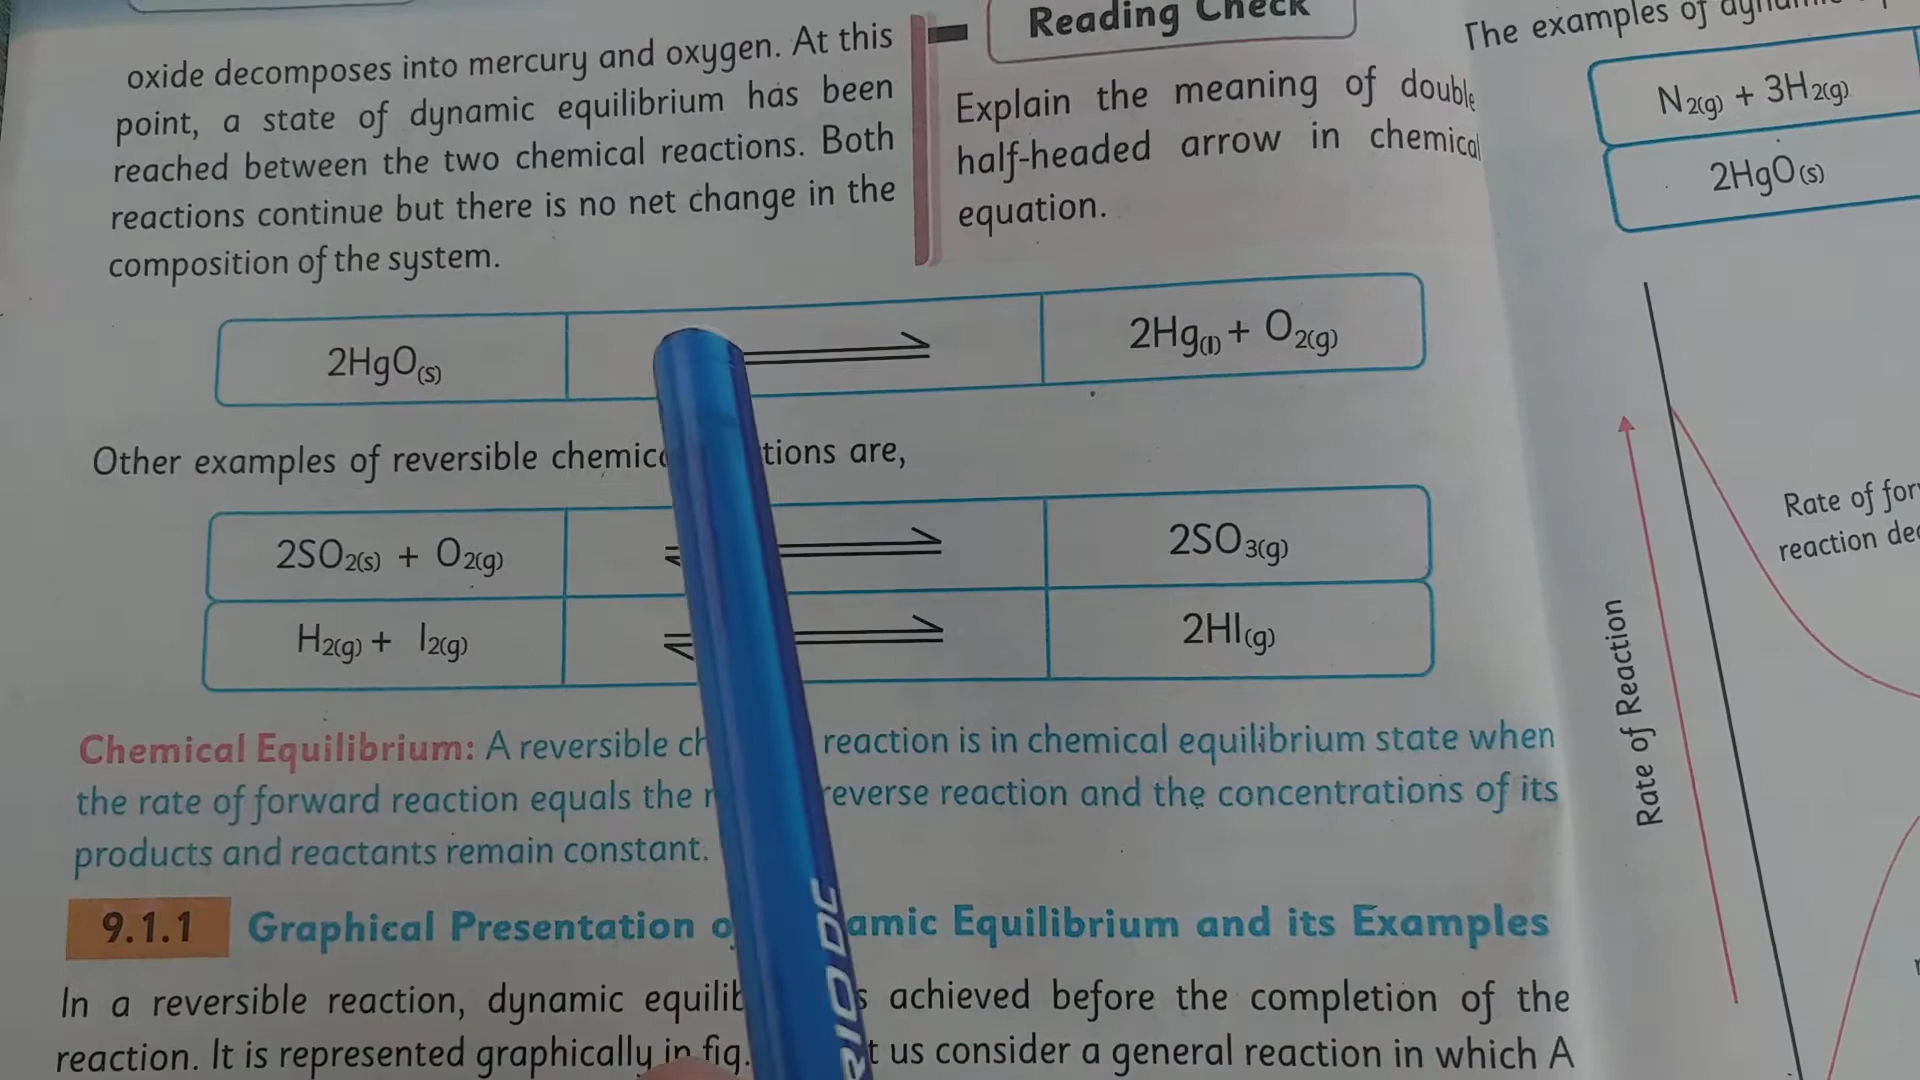 oxide decomposes into mercury and oxygen. At this
point, a state of dynamic equilibrium has been
reached between the two chemical reactions. Both
reactions continue but there is no net change in the
composition of the system.
Reading Check
Explain the meaning of double
half-headed arrow in chemical
equation.
2HgO(s) ⇌ 2Hg(l) + O2(g)
Other examples of reversible tions are,
2SO2(s) + O2(g) ⇌ 2SO3(g)
H2(g) + I2(g) ⇌ 2HI(g)
Chemical Equilibrium: A reversible reaction is in chemical equilibrium state when
the rate of forward reaction equals the reverse reaction and the concentrations of its
products and reactants remain constant.
9.1.1 Graphical Presentation amic Equilibrium and its Examples
In a reversible reaction, dynamic achieved before the completion of the
reaction. It is represented graphically in fig. us consider a general reaction in which A
RIO DC
The examples of
N2(g) + 3H2(g)
2HgO(s)
Rate of
reaction
Rate of Reaction